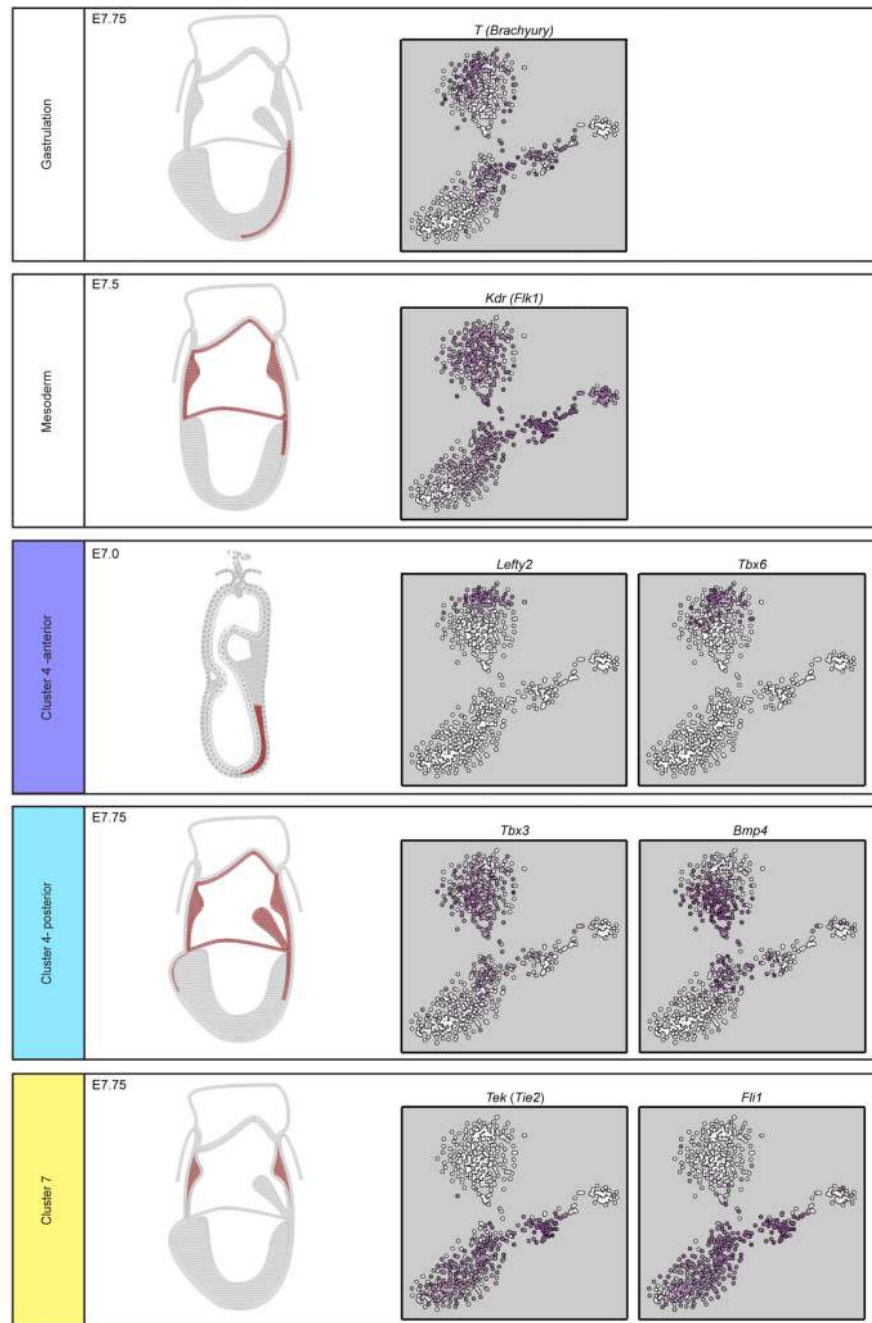 E7.75
T (Brachyury)
Gastrulation
E7.5
Kdr (Flk1)
Mesoderm
E7.0
Lefty2
Tbx6
Cluster 4 -anterior
E7.75
Tbx3
Bmp4
Cluster 4- posterior
E7.75
Tek (Tie2)
Fli1
Cluster 7